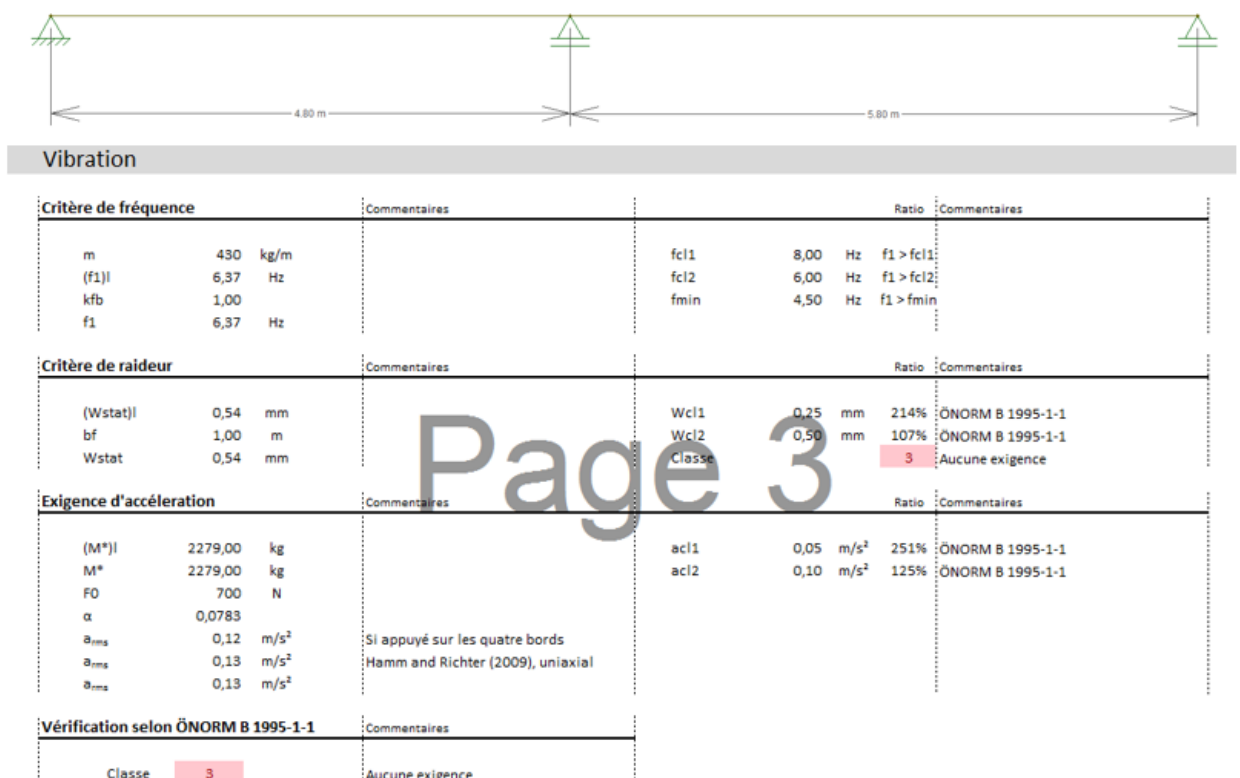 4.80 m 5.80 m
Vibration
Critère de fréquence Commentaires Ratio Commentaires
m 430 kg/m fcl1 8,00 Hz f1 > fcl1
(f1)l 6,37 Hz fcl2 6,00 Hz f1 > fcl2
kfb 1,00 fmin 4,50 Hz f1 > fmin
f1 6,37 Hz
Critère de raideur Commentaires Ratio Commentaires
(Wstat)l 0,54 mm Wcl1 0,25 mm 214% ÖNORM B 1995-1-1
bf 1,00 m Wcl2 0,50 mm 107% ÖNORM B 1995-1-1
Wstat 0,54 mm Classe 3 Aucune exigence
Page 3
Exigence d'accéleration Commentaires Ratio Commentaires
(M*)l 2279,00 kg acl1 0,05 m/s² 251% ÖNORM B 1995-1-1
M* 2279,00 kg acl2 0,10 m/s² 125% ÖNORM B 1995-1-1
F0 700 N
α 0,0783
arms 0,12 m/s² Si appuyé sur les quatre bords
arms 0,13 m/s² Hamm and Richter (2009), uniaxial
arms 0,13 m/s²
Vérification selon ÖNORM B 1995-1-1 Commentaires
Classe 3 Aucune exigence